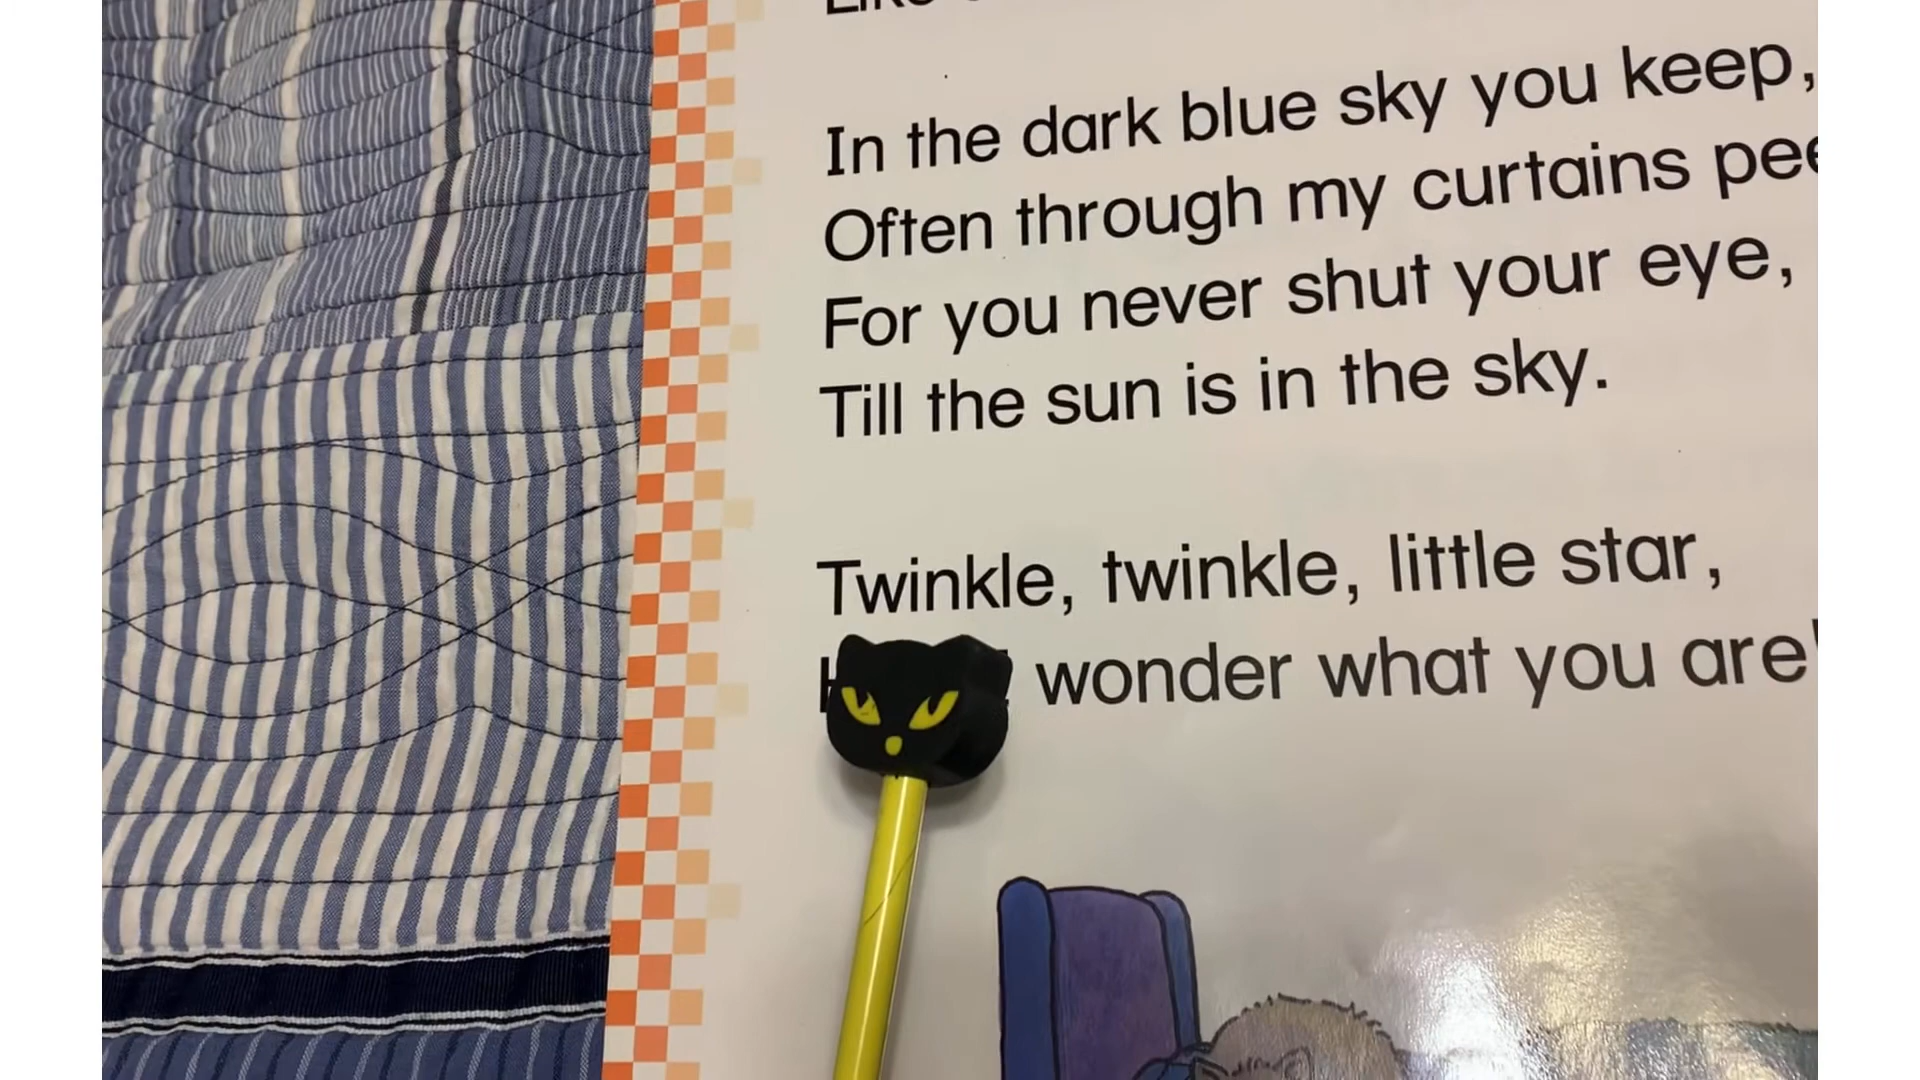 In the dark blue sky you keep,
Often through my curtains
For you never shut your eye,
Till the sun is in the sky.
Twinkle, twinkle, little star,
wonder what you are!